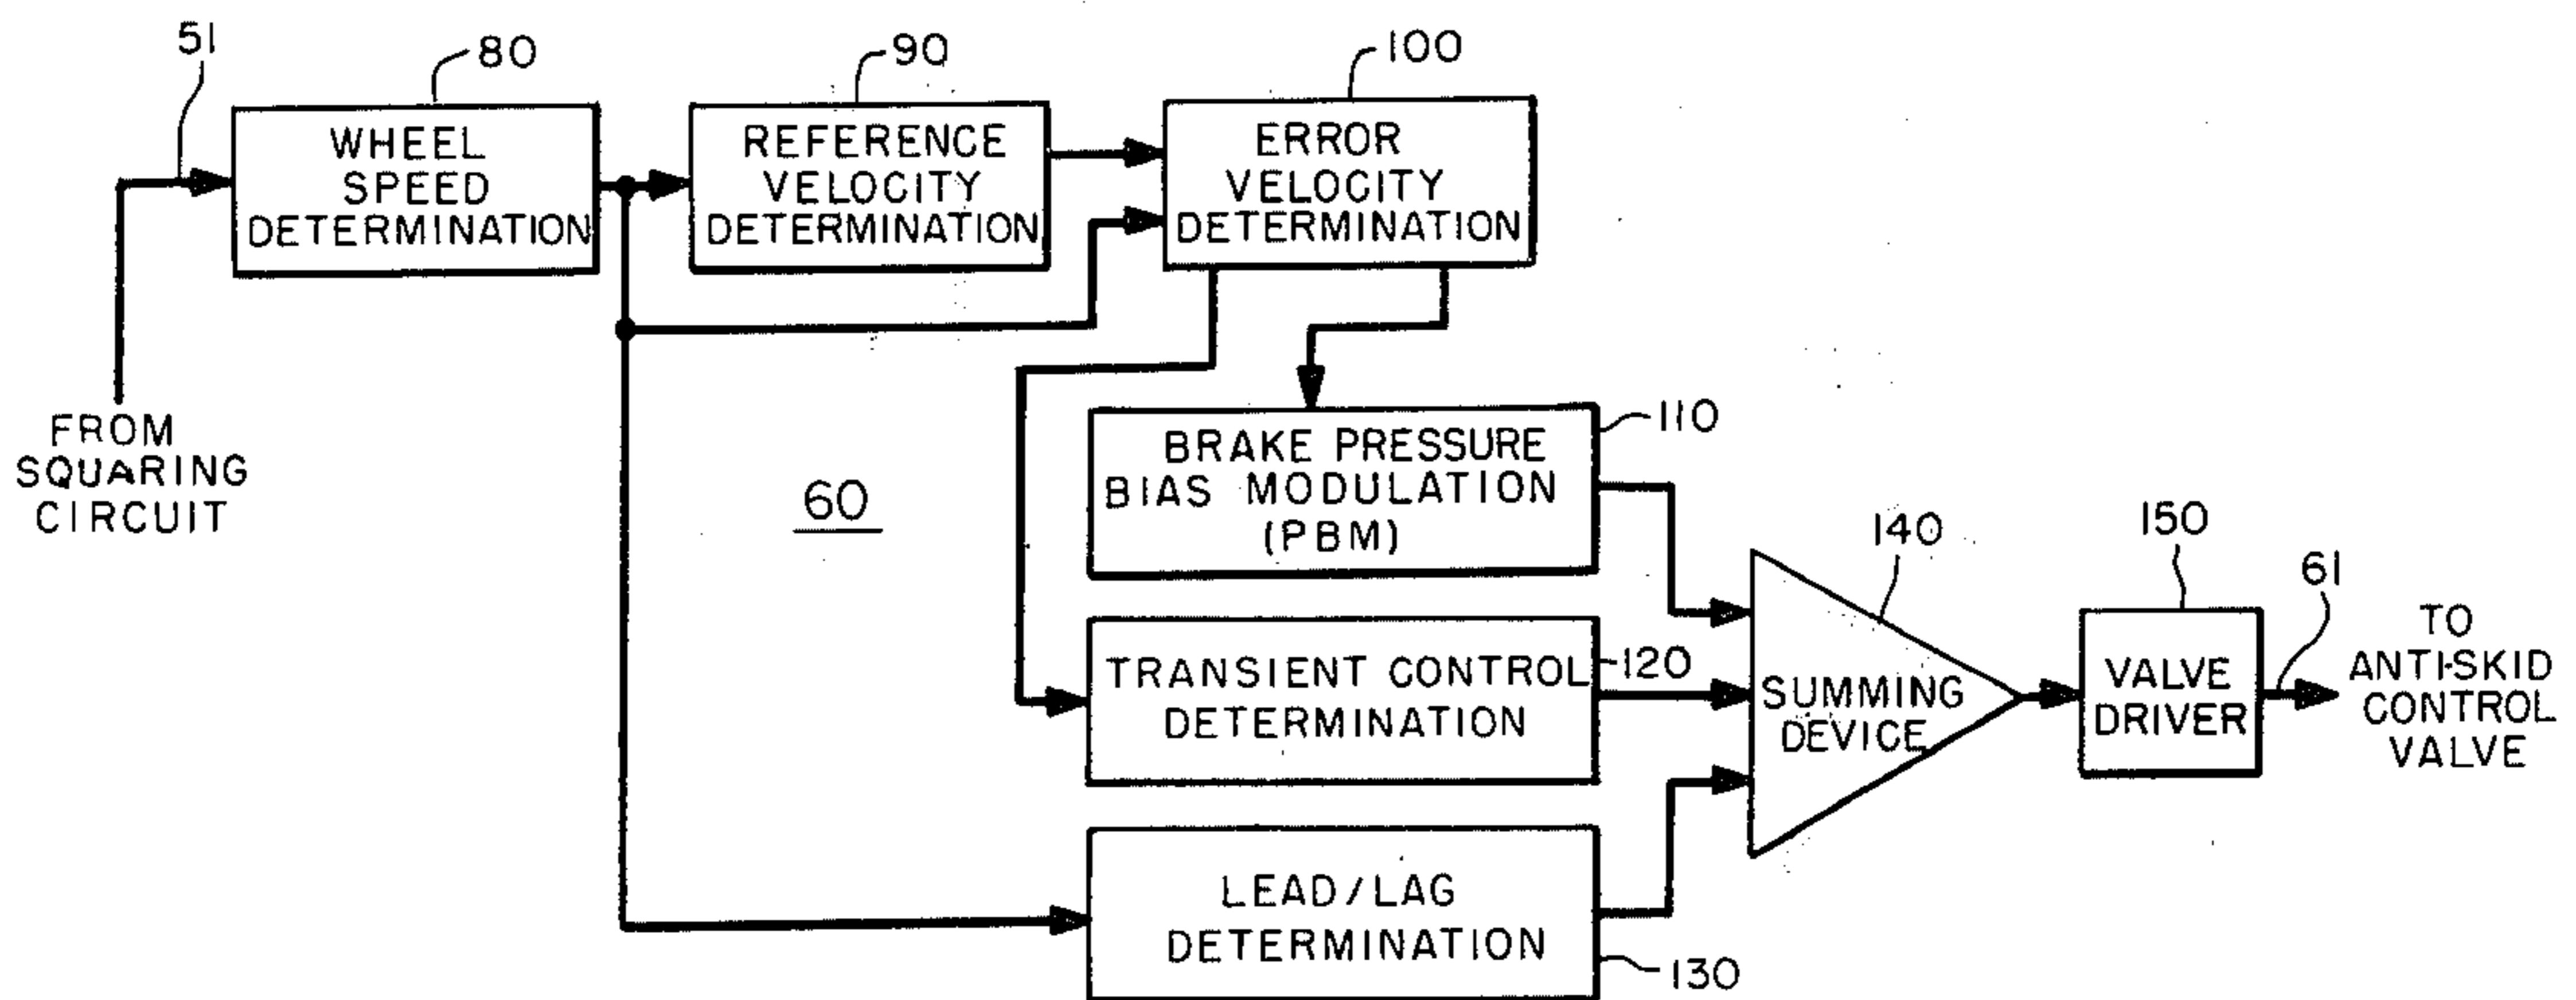 51
80
90
100
WHEEL
SPEED
DETERMINATION
REFERENCE
VELOCITY
DETERMINATION
ERROR
VELOCITY
DETERMINATION
FROM
SQUARING
CIRCUIT
60
110
BRAKE PRESSURE
BIAS MODULATION
(PBM)
120
TRANSIENT CONTROL
DETERMINATION
LEAD/LAG
DETERMINATION
130
140
SUMMING
DEVICE
150
VALVE
DRIVER
61
TO
ANTI-SKID
CONTROL
VALVE